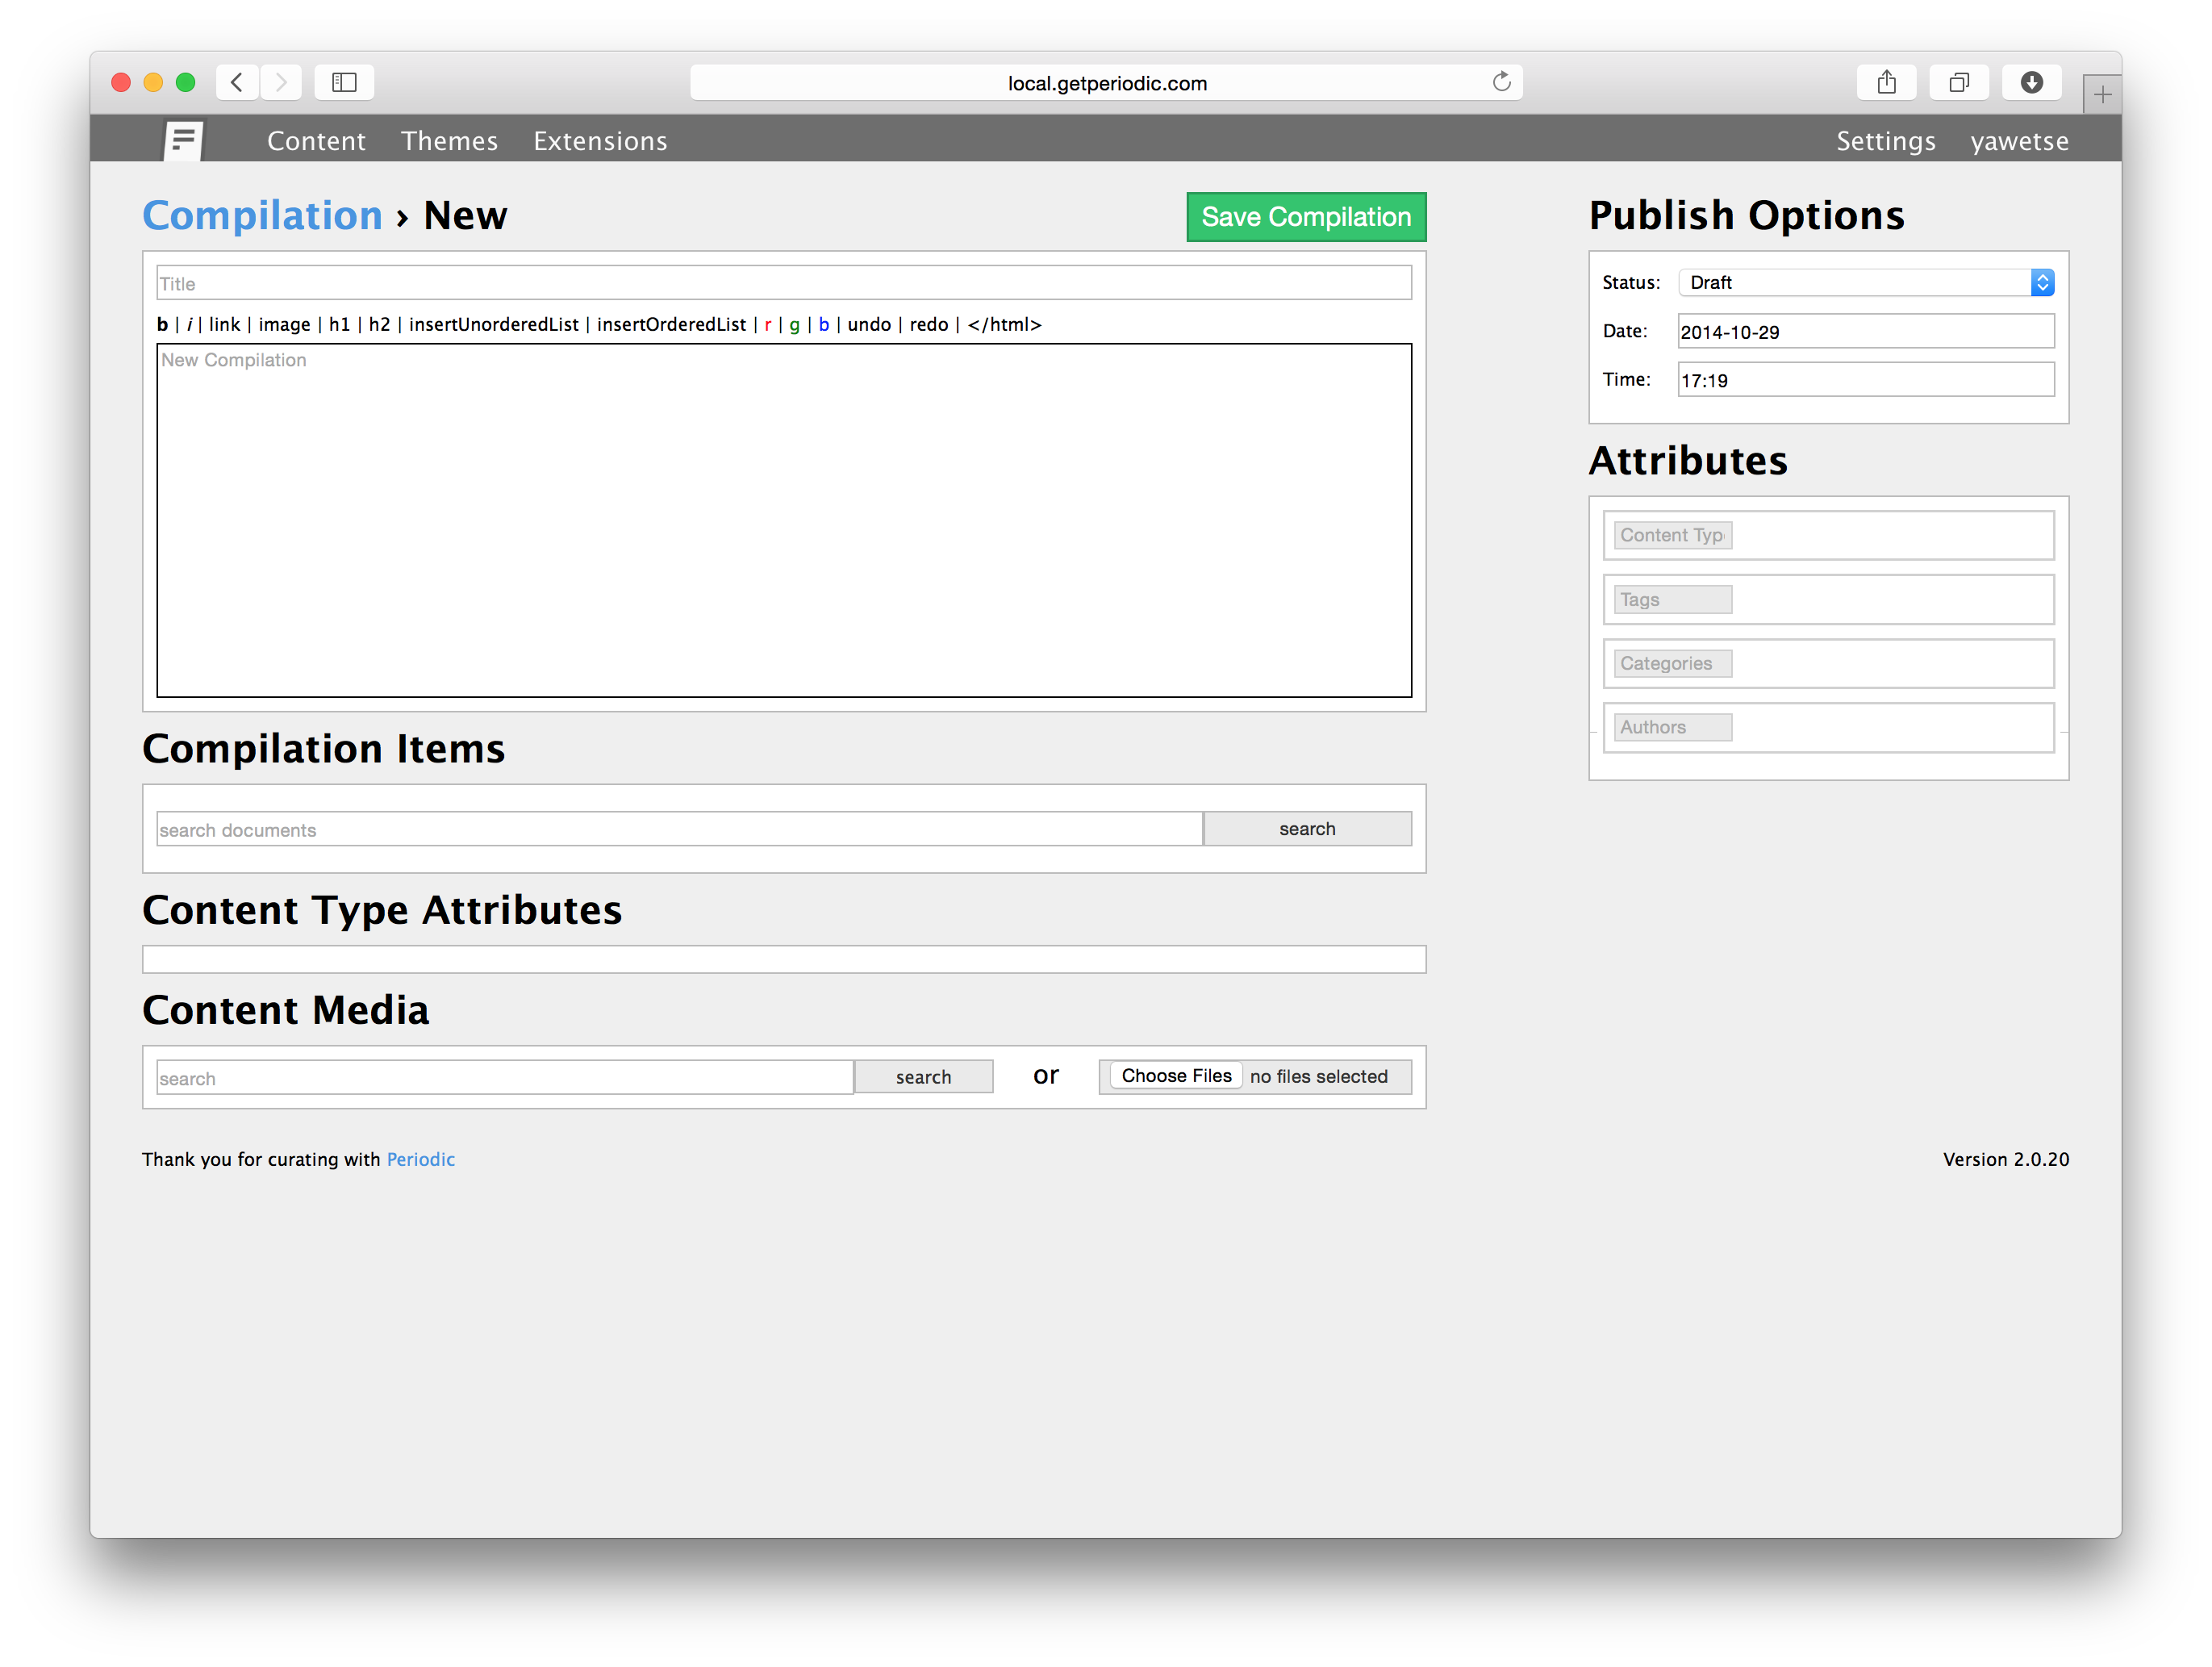 local.getperiodic.com
Content Themes Extensions Settings yawetse
Compilation › New
Save Compilation
Title
b | i | link | image | h1 | h2 | insertUnorderedList | insertOrderedList | r | g | b | undo | redo | </html>
New Compilation
Compilation Items
search documents
search
Content Type Attributes
Content Media
search
search
or
Choose Files no files selected
Publish Options
Status: Draft
Date: 2014-10-29
Time: 17:19
Attributes
Content Typ
Tags
Categories
Authors
Thank you for curating with Periodic
Version 2.0.20